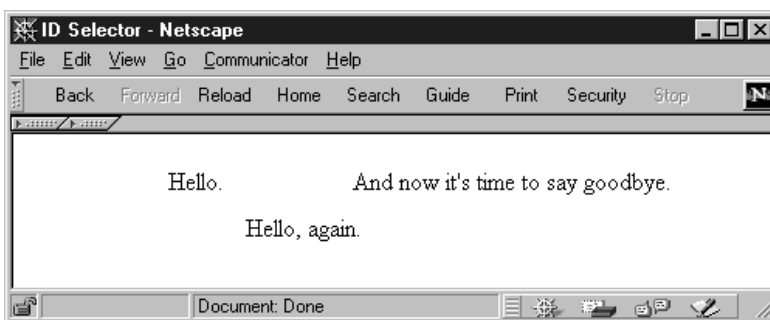 ID Selector - Netscape
File Edit View Go Communicator Help
Back Forward Reload Home Search Guide Print Security Stop N
Hello. And now it's time to say goodbye.
Hello, again.
Document: Done